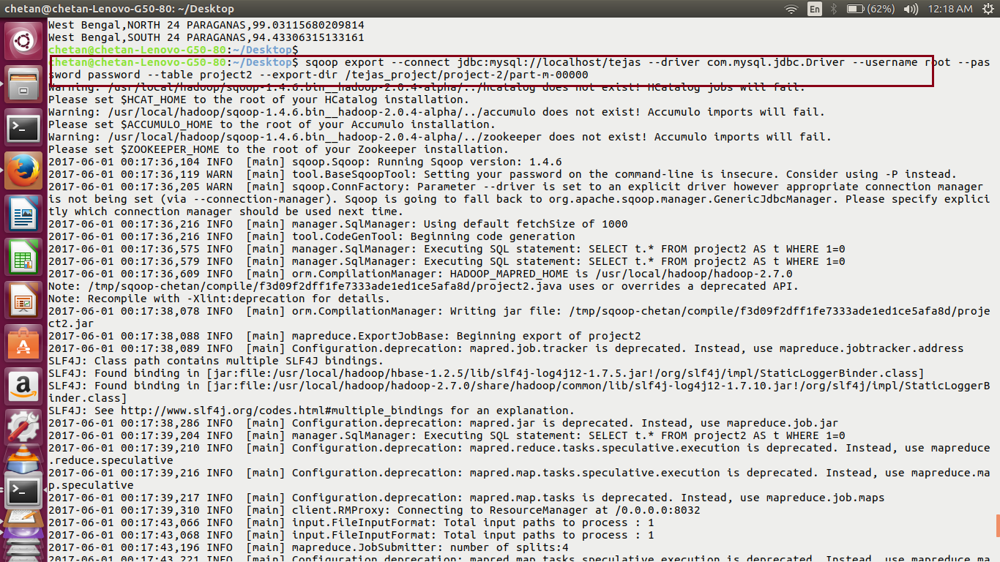 chetan@chetan-Lenovo-G50-80: ~/Desktop
En
(62%)
12:18 AM
West Bengal,NORTH 24 PARAGANAS,99.03115680209814
West Bengal,SOUTH 24 PARAGANAS,94.43306315133161
chetan@chetan-Lenovo-G50-80:~/Desktop$
chetan@chetan-Lenovo-G50-80:~/Desktop$ sqoop export --connect jdbc:mysql://localhost/tejas --driver com.mysql.jdbc.Driver --username root --pas
sword password --table project2 --export-dir /tejas_project/project-2/part-m-00000
Warning: /usr/local/hadoop/sqoop-1.4.6.bin__hadoop-2.0.4-alpha/../hcatalog does not exist! HCatalog jobs will fail.
Please set $HCAT_HOME to the root of your HCatalog installation.
Warning: /usr/local/hadoop/sqoop-1.4.6.bin__hadoop-2.0.4-alpha/../accumulo does not exist! Accumulo imports will fail.
Please set $ACCUMULO_HOME to the root of your Accumulo installation.
Warning: /usr/local/hadoop/sqoop-1.4.6.bin__hadoop-2.0.4-alpha/../zookeeper does not exist! Accumulo imports will fail.
Please set $ZOOKEEPER_HOME to the root of your Zookeeper installation.
2017-06-01 00:17:36,104 INFO  [main] sqoop.Sqoop: Running Sqoop version: 1.4.6
2017-06-01 00:17:36,119 WARN  [main] tool.BaseSqoopTool: Setting your password on the command-line is insecure. Consider using -P instead.
2017-06-01 00:17:36,205 WARN  [main] sqoop.ConnFactory: Parameter --driver is set to an explicit driver however appropriate connection manager
is not being set (via --connection-manager). Sqoop is going to fall back to org.apache.sqoop.manager.GenericJdbcManager. Please specify explici
tly which connection manager should be used next time.
2017-06-01 00:17:36,216 INFO  [main] manager.SqlManager: Using default fetchSize of 1000
2017-06-01 00:17:36,216 INFO  [main] tool.CodeGenTool: Beginning code generation
2017-06-01 00:17:36,575 INFO  [main] manager.SqlManager: Executing SQL statement: SELECT t.* FROM project2 AS t WHERE 1=0
2017-06-01 00:17:36,579 INFO  [main] manager.SqlManager: Executing SQL statement: SELECT t.* FROM project2 AS t WHERE 1=0
2017-06-01 00:17:36,609 INFO  [main] orm.CompilationManager: HADOOP_MAPRED_HOME is /usr/local/hadoop/hadoop-2.7.0
Note: /tmp/sqoop-chetan/compile/f3d09f2dff1fe7333ade1ed1ce5afa8d/project2.java uses or overrides a deprecated API.
Note: Recompile with -Xlint:deprecation for details.
2017-06-01 00:17:38,078 INFO  [main] orm.CompilationManager: Writing jar file: /tmp/sqoop-chetan/compile/f3d09f2dff1fe7333ade1ed1ce5afa8d/proje
ct2.jar
2017-06-01 00:17:38,088 INFO  [main] mapreduce.ExportJobBase: Beginning export of project2
2017-06-01 00:17:38,089 INFO  [main] Configuration.deprecation: mapred.job.tracker is deprecated. Instead, use mapreduce.jobtracker.address
SLF4J: Class path contains multiple SLF4J bindings.
SLF4J: Found binding in [jar:file:/usr/local/hadoop/hbase-1.2.5/lib/slf4j-log4j12-1.7.5.jar!/org/slf4j/impl/StaticLoggerBinder.class]
SLF4J: Found binding in [jar:file:/usr/local/hadoop/hadoop-2.7.0/share/hadoop/common/lib/slf4j-log4j12-1.7.10.jar!/org/slf4j/impl/StaticLoggerB
inder.class]
SLF4J: See http://www.slf4j.org/codes.html#multiple_bindings for an explanation.
2017-06-01 00:17:38,286 INFO  [main] Configuration.deprecation: mapred.jar is deprecated. Instead, use mapreduce.job.jar
2017-06-01 00:17:39,204 INFO  [main] manager.SqlManager: Executing SQL statement: SELECT t.* FROM project2 AS t WHERE 1=0
2017-06-01 00:17:39,210 INFO  [main] Configuration.deprecation: mapred.reduce.tasks.speculative.execution is deprecated. Instead, use mapreduce
.reduce.speculative
2017-06-01 00:17:39,216 INFO  [main] Configuration.deprecation: mapred.map.tasks.speculative.execution is deprecated. Instead, use mapreduce.ma
p.speculative
2017-06-01 00:17:39,217 INFO  [main] Configuration.deprecation: mapred.map.tasks is deprecated. Instead, use mapreduce.job.maps
2017-06-01 00:17:39,310 INFO  [main] client.RMProxy: Connecting to ResourceManager at /0.0.0.0:8032
2017-06-01 00:17:43,066 INFO  [main] input.FileInputFormat: Total input paths to process : 1
2017-06-01 00:17:43,068 INFO  [main] input.FileInputFormat: Total input paths to process : 1
2017-06-01 00:17:43,196 INFO  [main] mapreduce.JobSubmitter: number of splits:4
2017-06-01 00:17:43,221 INFO  [main] Configuration.deprecation: mapred.map.tasks.speculative.execution is deprecated. Instead, use mapreduce.ma